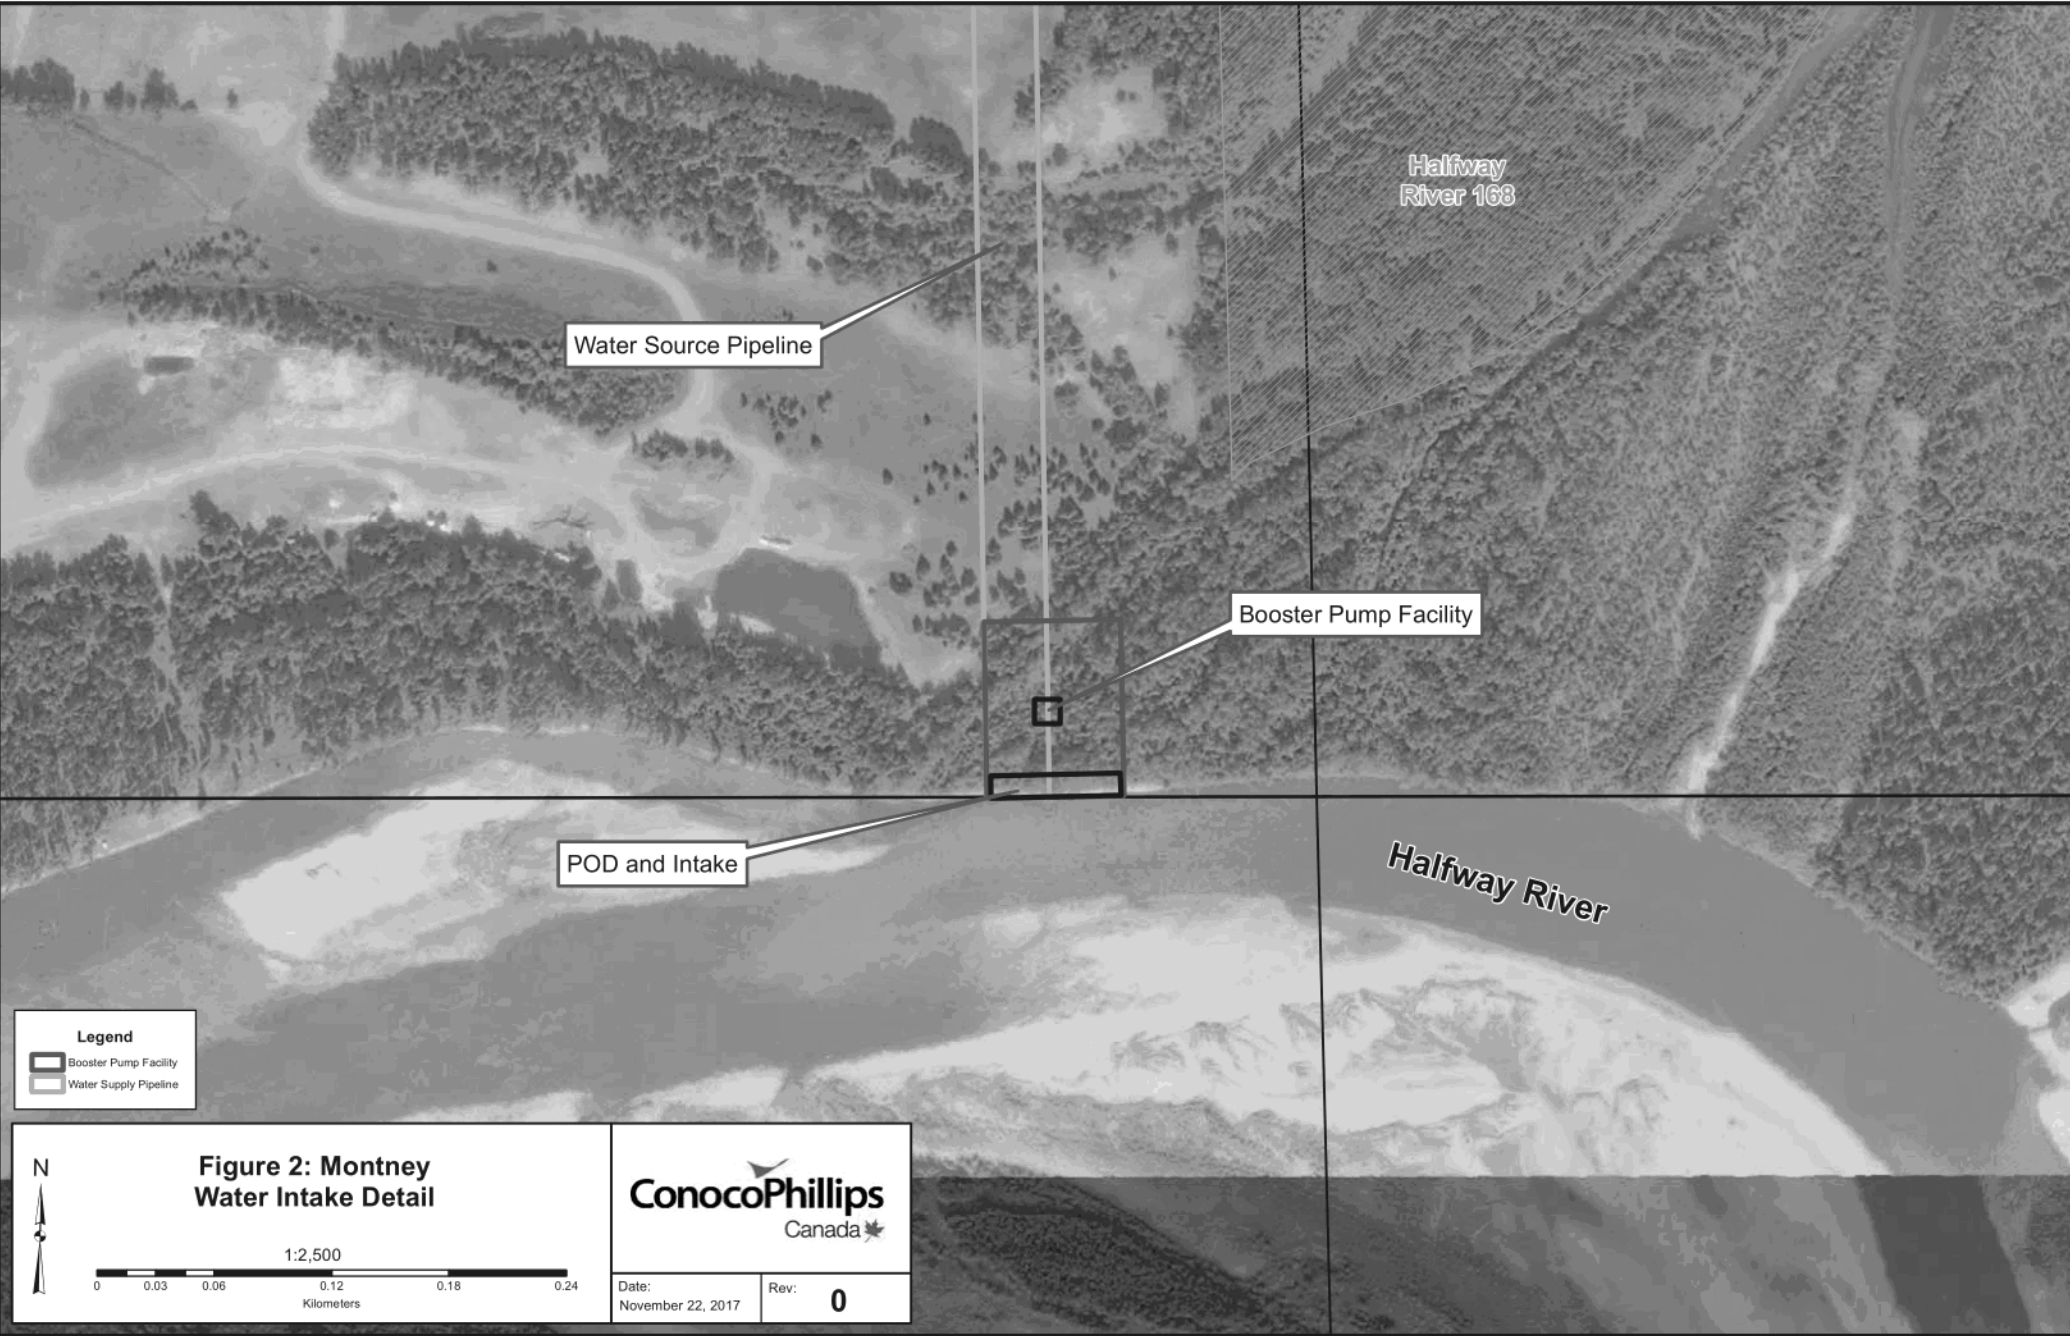 Halfway
River 168
Water Source Pipeline
Booster Pump Facility
POD and Intake
Halfway River
Legend
Booster Pump Facility
Water Supply Pipeline
N
Figure 2: Montney
Water Intake Detail
1:2,500
0 0.03 0.06 0.12 0.18 0.24
Kilometers
ConocoPhillips
Canada
Date:
November 22, 2017
Rev:
0